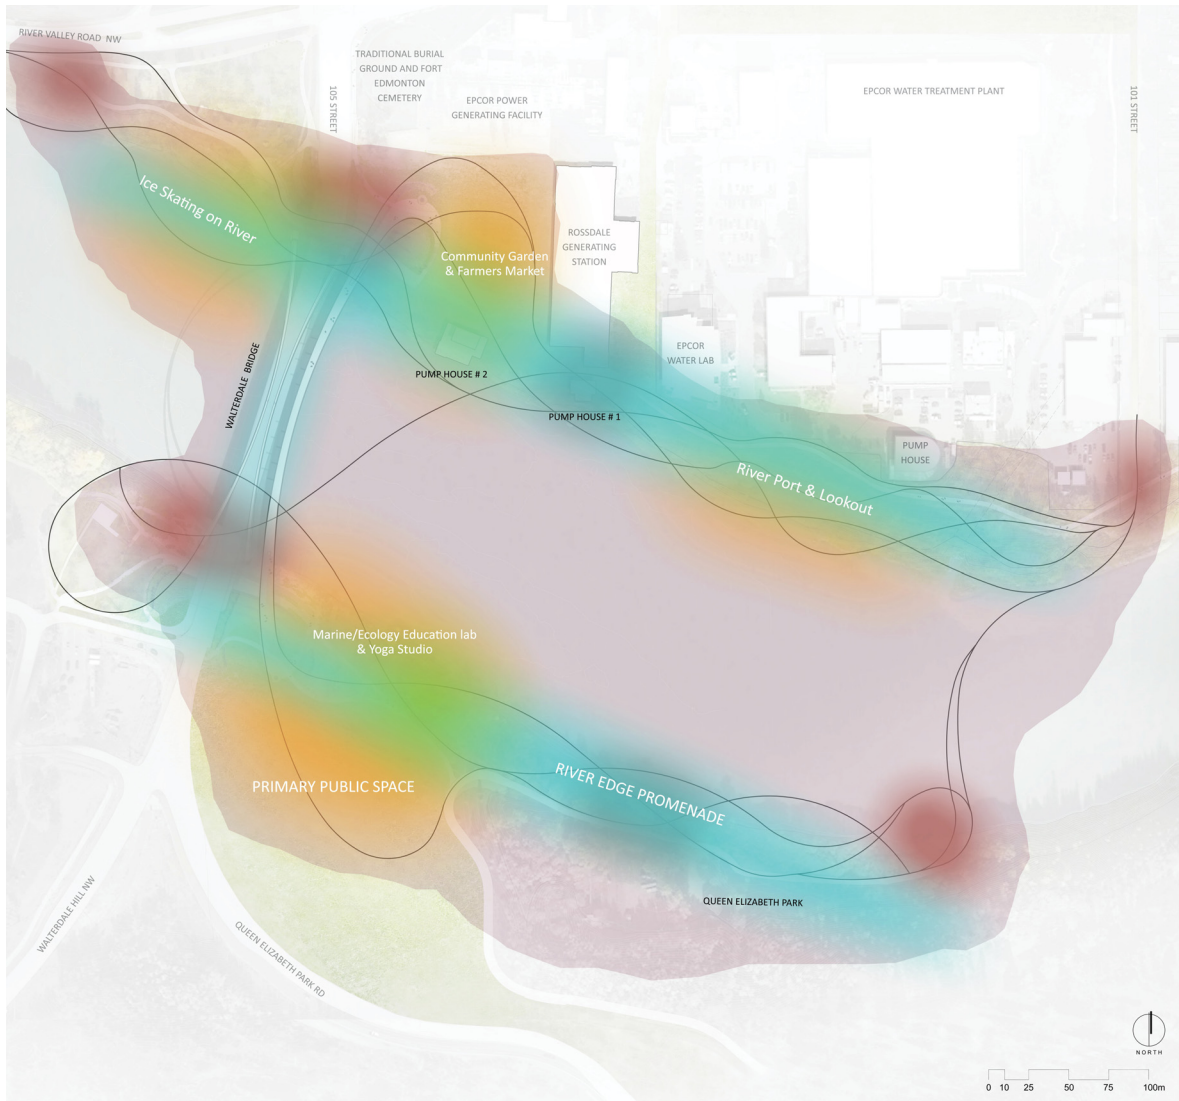 RIVER VALLEY ROAD NW
105 STREET
TRADITIONAL BURIAL
GROUND AND FORT
EDMONTON
CEMETERY
EPCOR POWER
GENERATING FACILITY
EPCOR WATER TREATMENT PLANT
101 STREET
Ice Skating on River
Community Garden
& Farmers Market
ROSSDALE
GENERATING
STATION
EPCOR
WATER LAB
WALTERDALE BRIDGE
PUMP HOUSE # 2
PUMP HOUSE # 1
PUMP
HOUSE
River Port & Lookout
Marine/Ecology Education lab
& Yoga Studio
PRIMARY PUBLIC SPACE
RIVER EDGE PROMENADE
QUEEN ELIZABETH PARK
WALTERDALE HILL NW
QUEEN ELIZABETH PARK RD
NORTH
0 10 25 50 75 100m